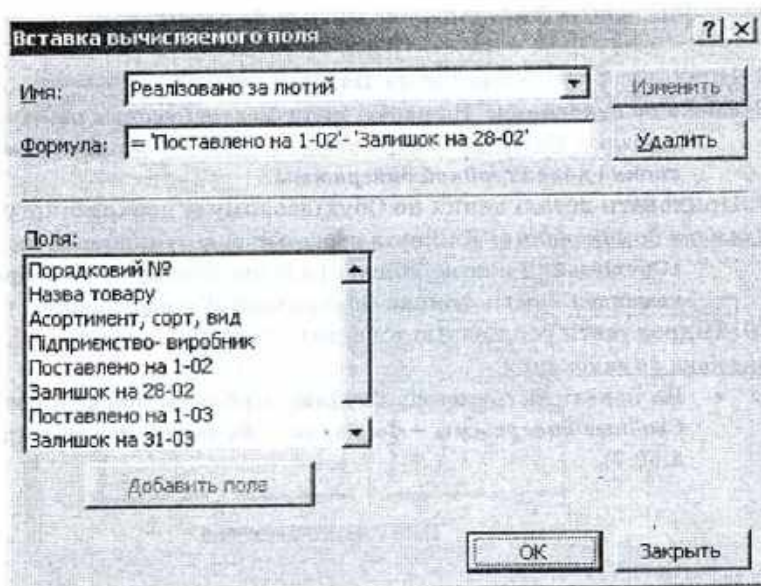 Вставка вычисляемого поля ? ×
Имя: Реалізовано за лютий Изменить
Формула: = 'Поставлено на 1-02'- 'Залишок на 28-02' Удалить
Поля:
Порядковий №
Назва товару
Асортимент, сорт, вид
Підприємство- виробник
Поставлено на 1-02
Залишок на 28-02
Поставлено на 1-03
Залишок на 31-03
Добавить поле
ОК Закрыть